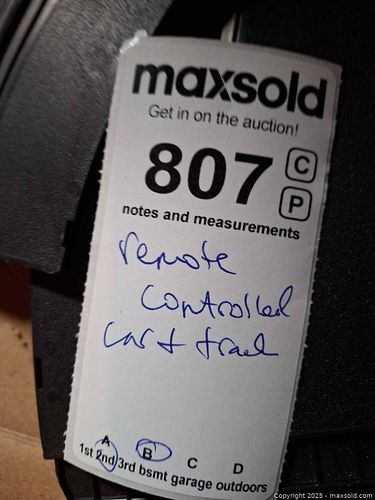 maxsold
Get in on the auction!
807 C
P
notes and measurements
remote
controlled
car + track
A B C D
1st 2nd 3rd bsmt garage outdoors
© 2025 - maxsold.com